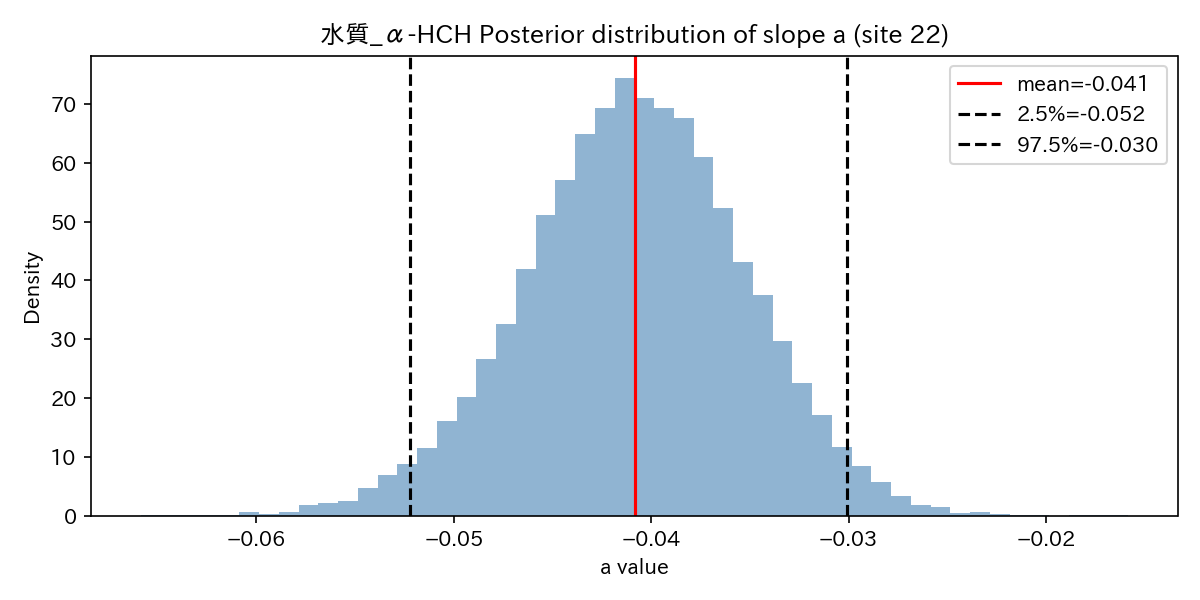 水質_α-HCH Posterior distribution of slope a (site 22)
mean=-0.041
2.5%=-0.052
97.5%=-0.030
Density
70
60
50
40
30
20
10
0
−0.06 −0.05 −0.04 −0.03 −0.02
a value